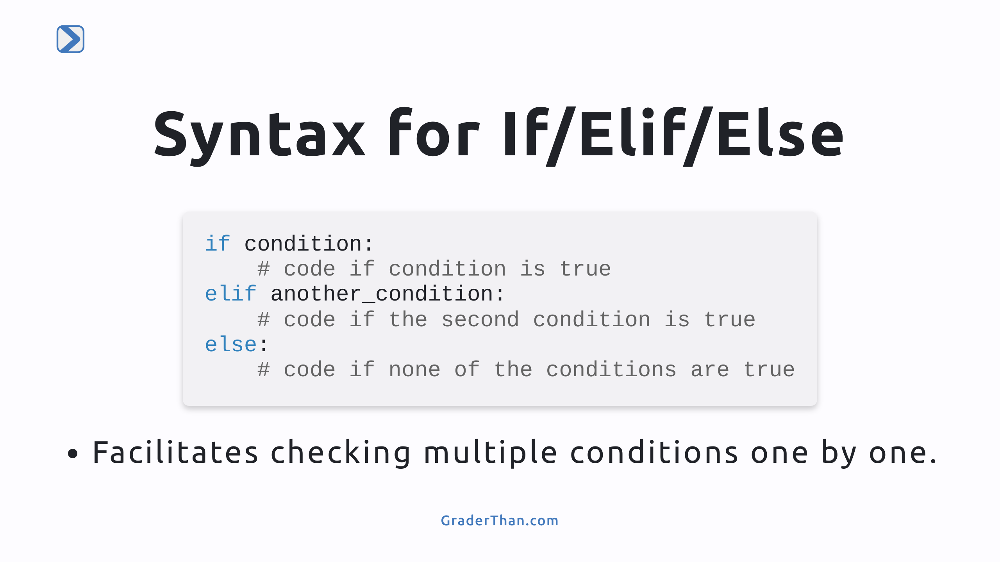 Syntax for If/Elif/Else
if condition:
    # code if condition is true
elif another_condition:
    # code if the second condition is true
else:
    # code if none of the conditions are true
• Facilitates checking multiple conditions one by one.
GraderThan.com